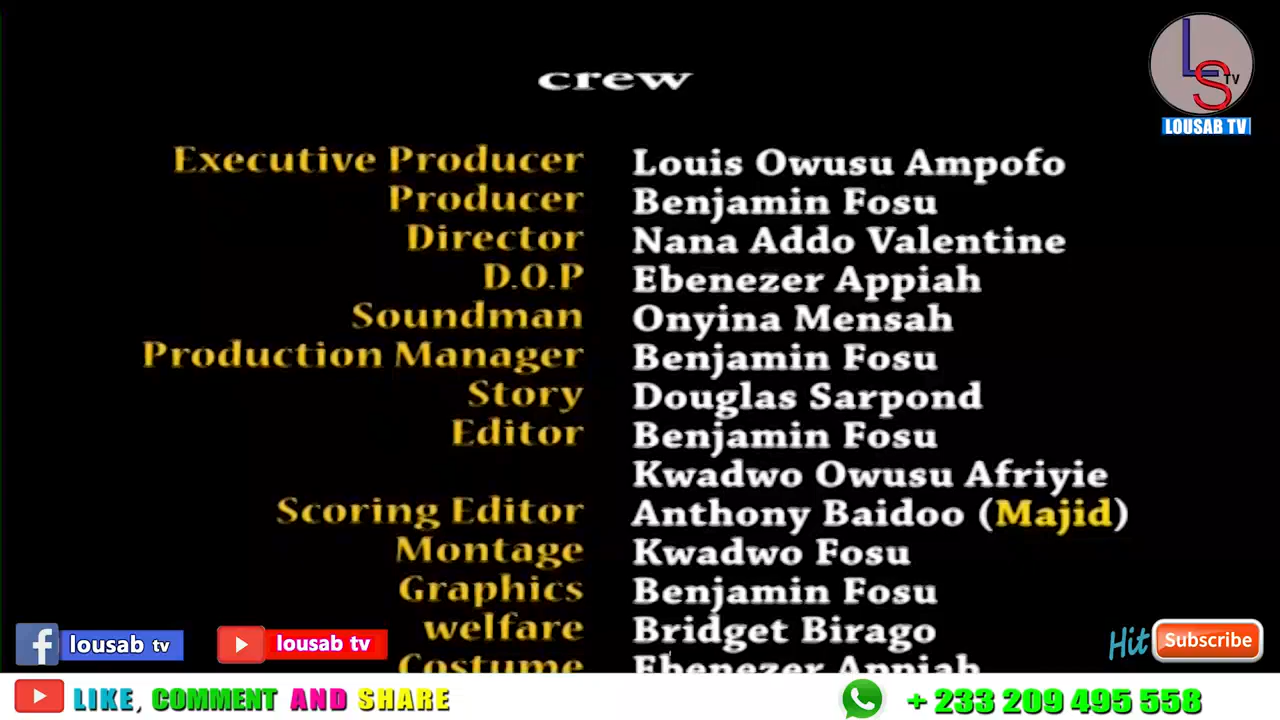 crew
LS TV
LOUSAB TV
Executive Producer Louis Owusu Ampofo
Producer Benjamin Fosu
Director Nana Addo Valentine
D.O.P Ebenezer Appiah
Soundman Onyina Mensah
Production Manager Benjamin Fosu
Story Douglas Sarpond
Editor Benjamin Fosu
Kwadwo Owusu Afriyie
Scoring Editor Anthony Baidoo (Majid)
Montage Kwadwo Fosu
Graphics Benjamin Fosu
welfare Bridget Birago
Costume Ebenezer Appiah
f lousab tv
lousab tv
Hit Subscribe
LIKE, COMMENT AND SHARE
+ 233 209 495 558